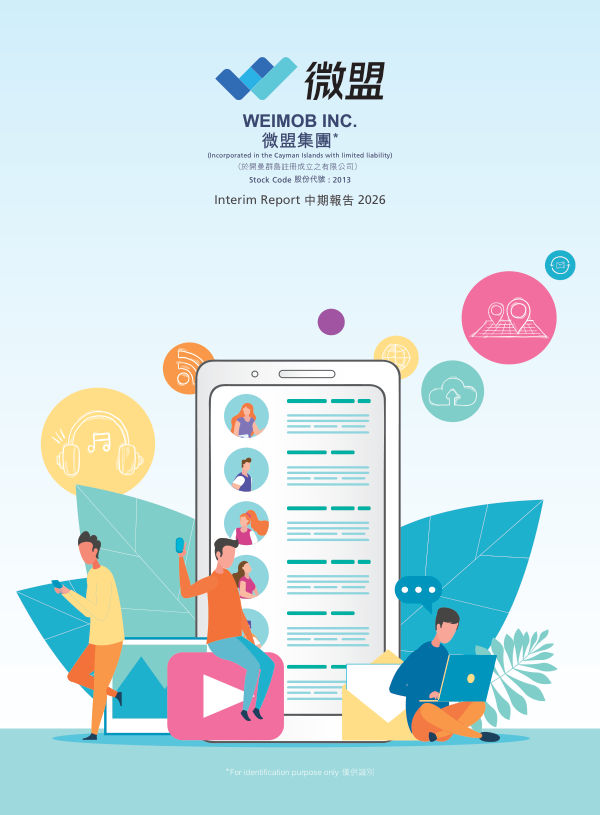 微盟
WEIMOB INC.
微盟集團*
(Incorporated in the Cayman Islands with limited liability)
(於開曼群島註冊成立之有限公司)
Stock Code 股份代號 : 2013
Interim Report 中期報告 2026
*For identification purpose only 僅供識別